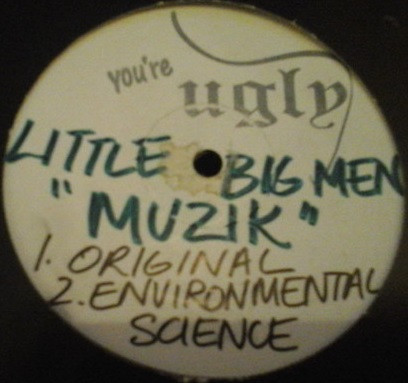 you're
ugly
LITTLE BIG MEN
"MUZIK"
1. ORIGINAL
2. ENVIRONMENTAL
SCIENCE